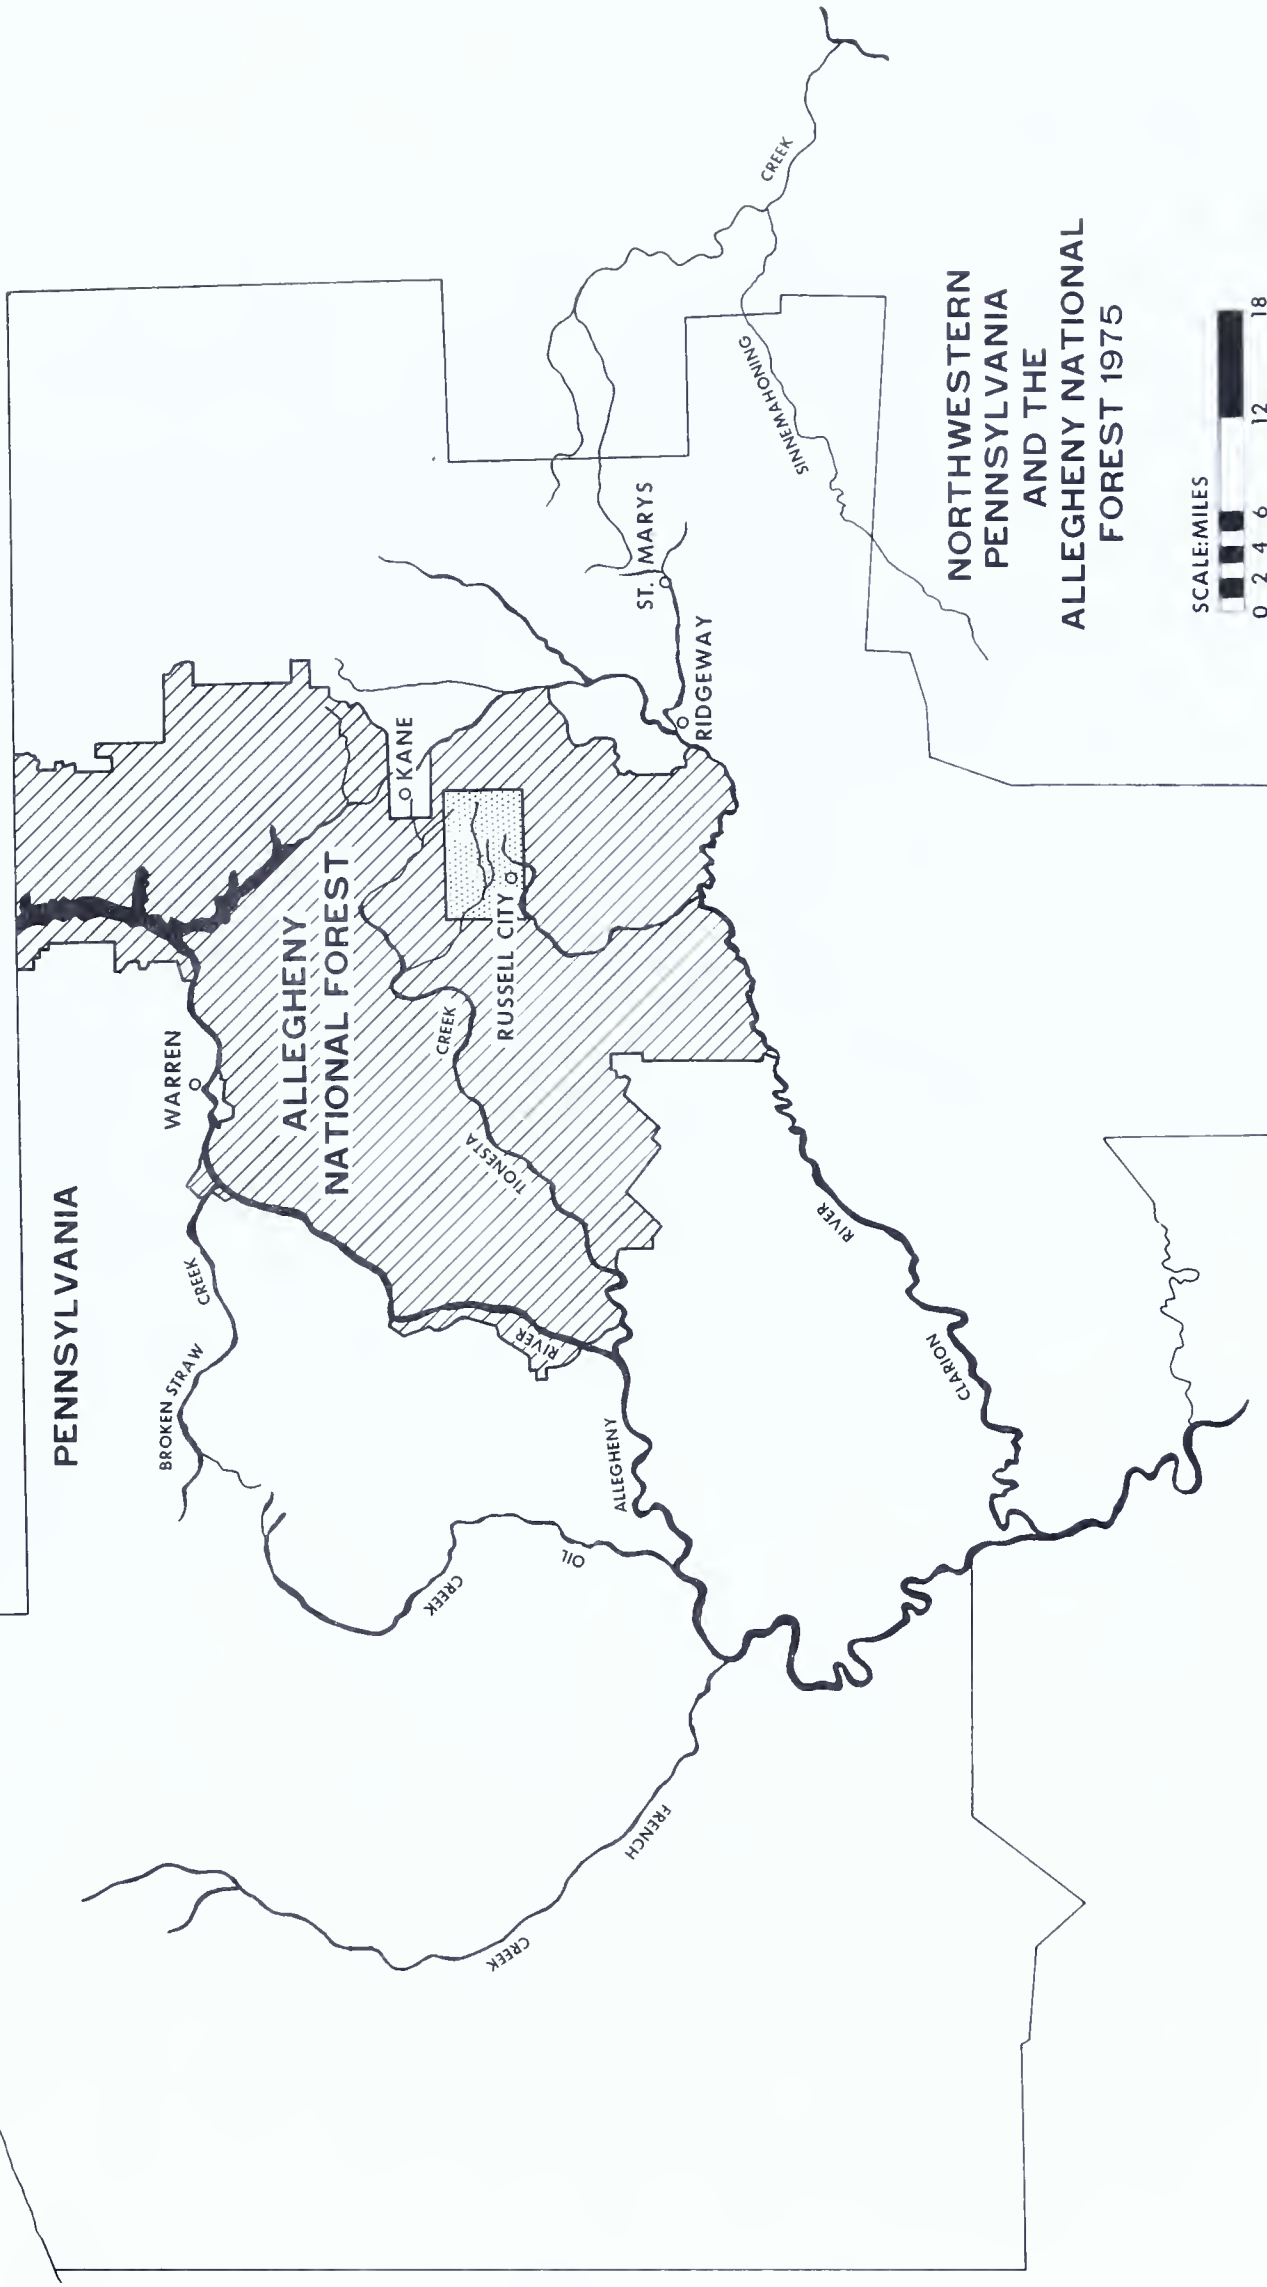 PENNSYLVANIA
BROKEN STRAW
CREEK
WARREN
ALLEGHENY
NATIONAL FOREST
KANE
CREEK
TIONESTA
RUSSELL CITY
RIVER
ALLEGHENY
OIL
CREEK
FRENCH
CREEK
ST. MARYS
RIDGEWAY
CREEK
SINNEMAHONING
RIVER
CLARION
NORTHWESTERN
PENNSYLVANIA
AND THE
ALLEGHENY NATIONAL
FOREST 1975
SCALE:MILES
0 2 4 6 12 18